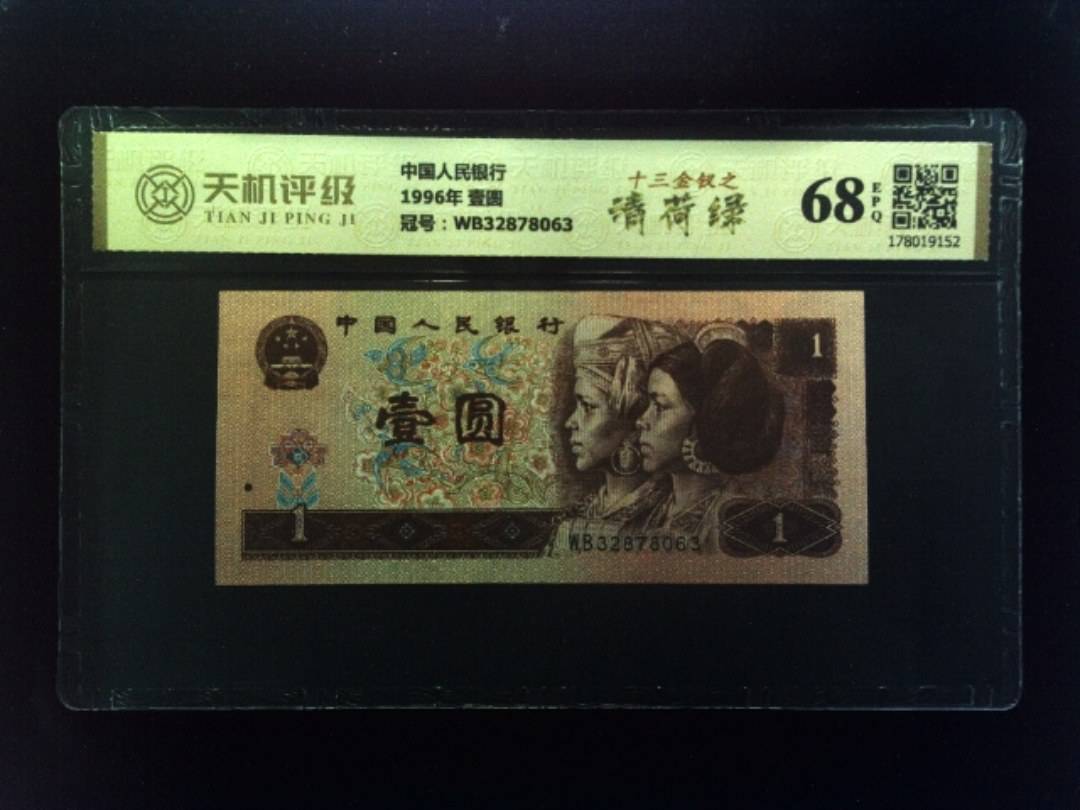 天机评级
TIAN JI PING JI
中国人民银行
1996年 壹圆
冠号：WB32878063
十三金钗之
清荷绿
68
EPQ
178019152
中国人民银行
1
壹圆
1
1
WB32878063